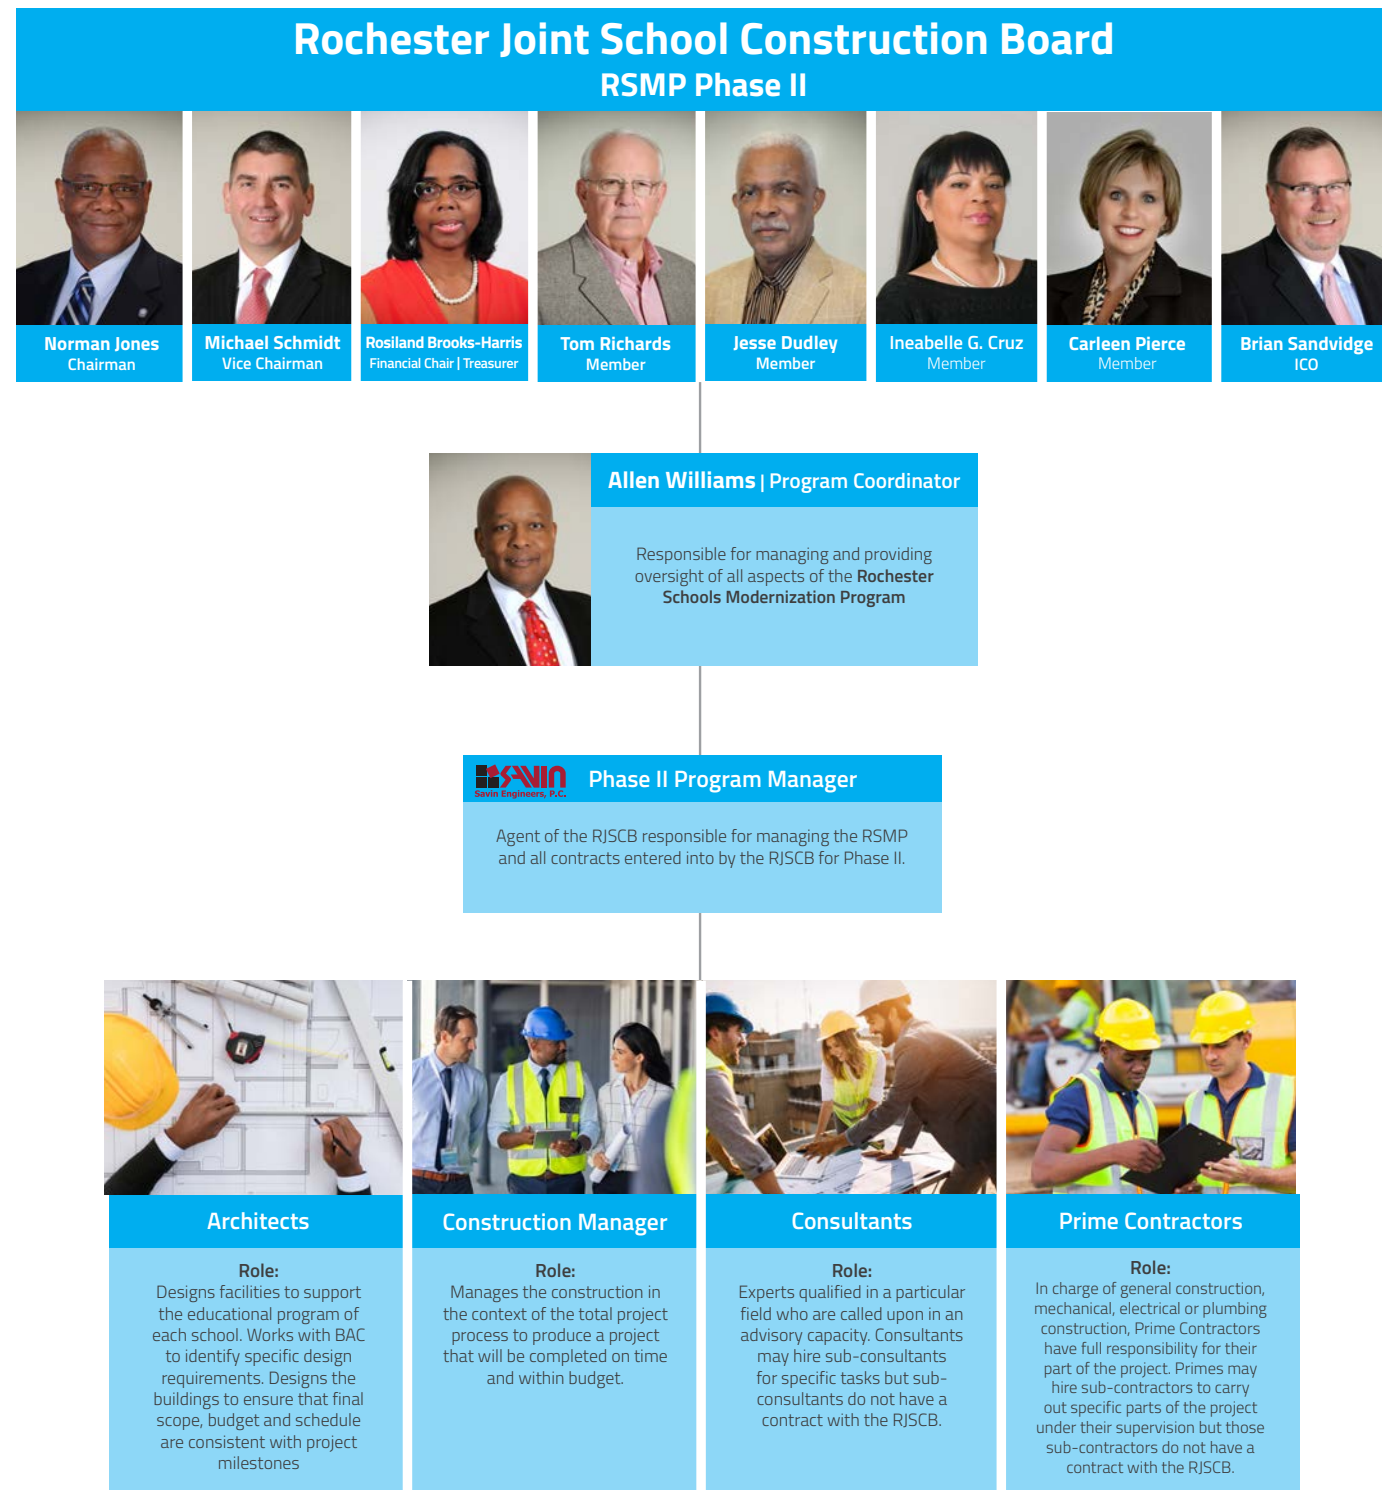 Rochester Joint School Construction Board
RSMP Phase II
Norman Jones
Chairman
Michael Schmidt
Vice Chairman
Rosiland Brooks-Harris
Financial Chair | Treasurer
Tom Richards
Member
Jesse Dudley
Member
Ineabelle G. Cruz
Member
Carleen Pierce
Member
Brian Sandvidge
ICO
Allen Williams | Program Coordinator
Responsible for managing and providing
oversight of all aspects of the Rochester
Schools Modernization Program
SAVIN
Savin Engineers, P.C.
Phase II Program Manager
Agent of the RJSCB responsible for managing the RSMP
and all contracts entered into by the RJSCB for Phase II.
Architects
Role:
Designs facilities to support
the educational program of
each school. Works with BAC
to identify specific design
requirements. Designs the
buildings to ensure that final
scope, budget and schedule
are consistent with project
milestones
Construction Manager
Role:
Manages the construction in
the context of the total project
process to produce a project
that will be completed on time
and within budget.
Consultants
Role:
Experts qualified in a particular
field who are called upon in an
advisory capacity. Consultants
may hire sub-consultants
for specific tasks but sub-
consultants do not have a
contract with the RJSCB.
Prime Contractors
Role:
In charge of general construction,
mechanical, electrical or plumbing
construction, Prime Contractors
have full responsibility for their
part of the project. Primes may
hire sub-contractors to carry
out specific parts of the project
under their supervision but those
sub-contractors do not have a
contract with the RJSCB.